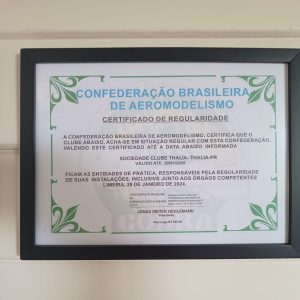 CONFEDERAÇÃO BRASILEIRA
DE AEROMODELISMO
CERTIFICADO DE REGULARIDADE
A CONFEDERAÇÃO BRASILEIRA DE AEROMODELISMO, CERTIFICA QUE O
CLUBE ABAIXO, ACHA-SE EM SITUAÇÃO REGULAR COM ESTA CONFEDERAÇÃO,
VALENDO ESTE CERTIFICADO ATÉ A DATA ABAIXO INFORMADA
SOCIEDADE CLUBE THALIA- THALIA-PR
VALIDO ATÉ
FICAM AS ENTIDADES DE PRÁTICA, RESPONSÁVEIS PELA REGULARIDADE
DE SUAS INSTALAÇÕES, INCLUSIVE JUNTO AOS ÓRGÃOS COMPETENTES
LIMEIRA, 29 DE JANEIRO DE 2024.
JONAS DIETER OEHLEMANN